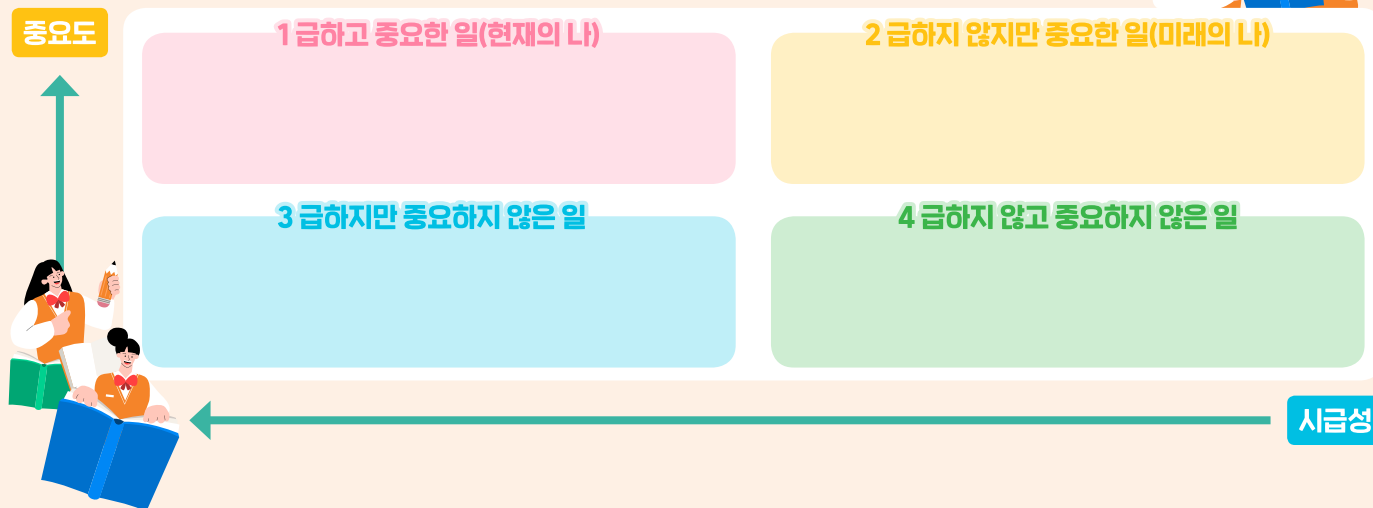 중요도
1 급하고 중요한 일(현재의 나)
2 급하지 않지만 중요한 일(미래의 나)
3 급하지만 중요하지 않은 일
4 급하지 않고 중요하지 않은 일
시급성